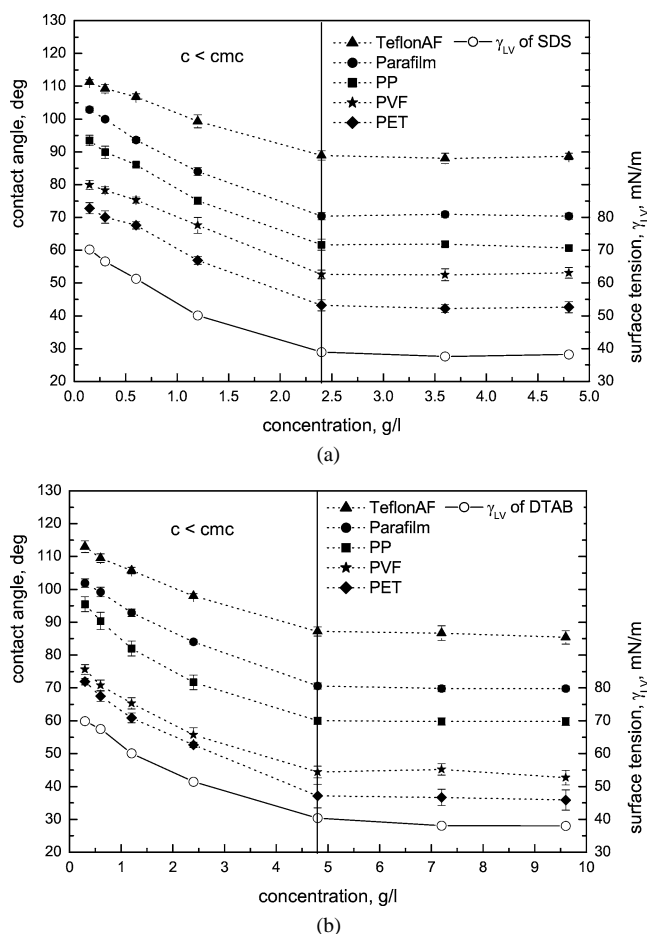 130
120
110
100
90
80
70
60
50
40
30
20
contact angle, deg
c < cmc
TeflonAF
Parafilm
PP
PVF
PET
γLV of SDS
80
70
60
50
40
30
surface tension, γLV, mN/m
0.0 0.5 1.0 1.5 2.0 2.5 3.0 3.5 4.0 4.5 5.0
concentration, g/l
(a)
130
120
110
100
90
80
70
60
50
40
30
20
contact angle, deg
c < cmc
TeflonAF
Parafilm
PP
PVF
PET
γLV of DTAB
80
70
60
50
40
30
surface tension, γLV, mN/m
0 1 2 3 4 5 6 7 8 9 10
concentration, g/l
(b)